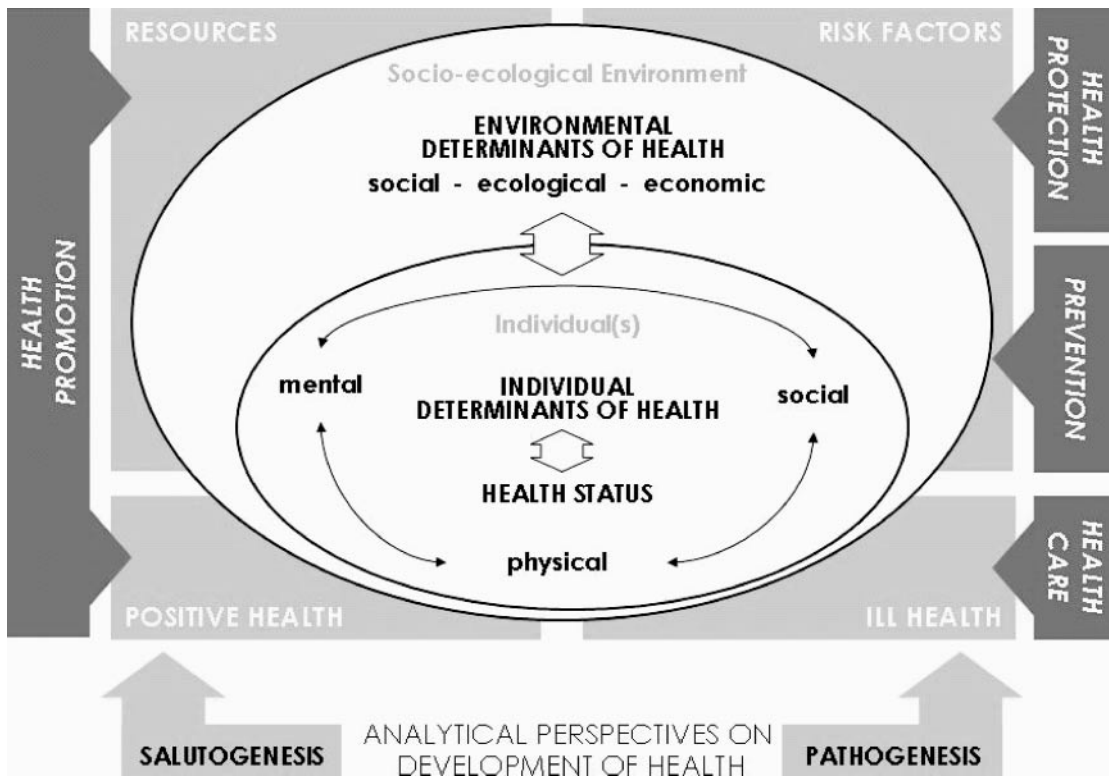 RESOURCES
RISK FACTORS
HEALTH
PROTECTION
Socio-ecological Environment
ENVIRONMENTAL
DETERMINANTS OF HEALTH
social - ecological - economic
HEALTH
PROMOTION
PREVENTION
Individual(s)
mental
INDIVIDUAL
DETERMINANTS OF HEALTH
social
HEALTH STATUS
physical
HEALTH
CARE
POSITIVE HEALTH
ILL HEALTH
SALUTOGENESIS
ANALYTICAL PERSPECTIVES ON
DEVELOPMENT OF HEALTH
PATHOGENESIS